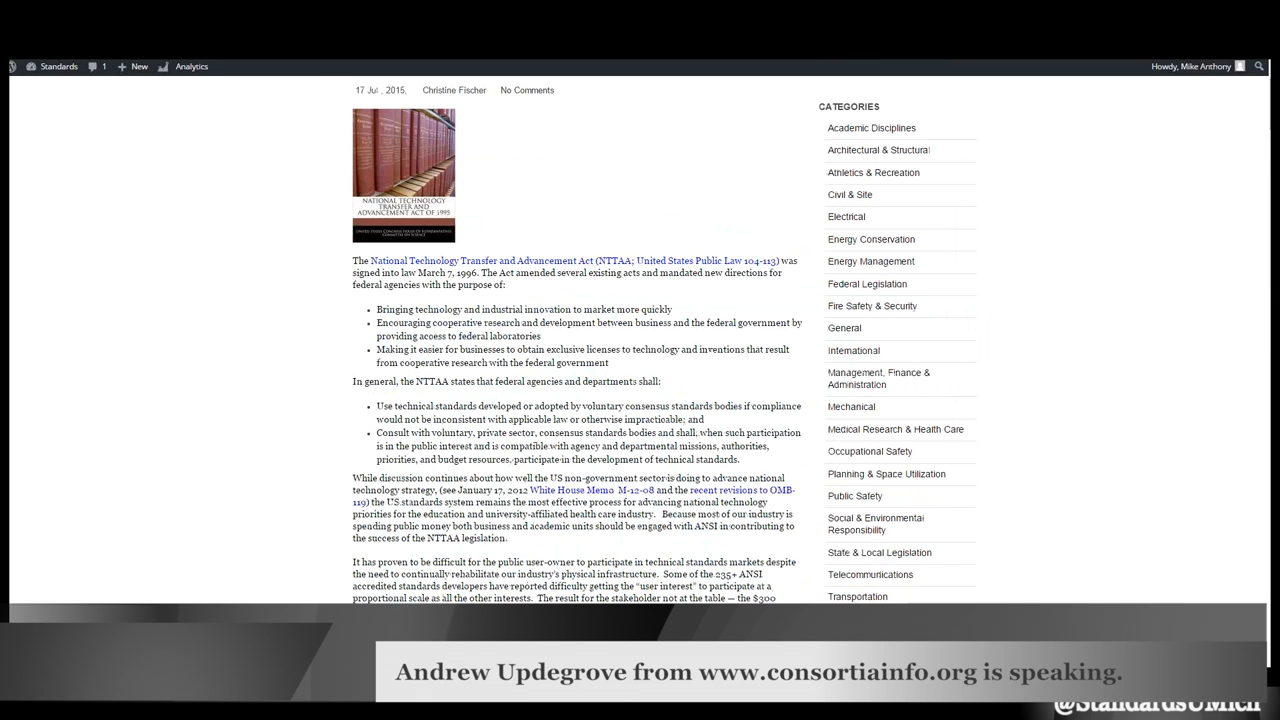 Standards 1 New Analytics Howdy, Mike Anthony
17 Jul , 2015, Christine Fischer No Comments
NATIONAL TECHNOLOGY
TRANSFER AND
ADVANCEMENT ACT OF 1995
UNITED STATES CONGRESS HOUSE OF REPRESENTATIVES
COMMITTEE ON SCIENCE
The National Technology Transfer and Advancement Act (NTTAA; United States Public Law 104-113) was
signed into law March 7, 1996. The Act amended several existing acts and mandated new directions for
federal agencies with the purpose of:
Bringing technology and industrial innovation to market more quickly
Encouraging cooperative research and development between business and the federal government by
providing access to federal laboratories
Making it easier for businesses to obtain exclusive licenses to technology and inventions that result
from cooperative research with the federal government
In general, the NTTAA states that federal agencies and departments shall:
Use technical standards developed or adopted by voluntary consensus standards bodies if compliance
would not be inconsistent with applicable law or otherwise impracticable; and
Consult with voluntary, private sector, consensus standards bodies and shall, when such participation
is in the public interest and is compatible with agency and departmental missions, authorities,
priorities, and budget resources, participate in the development of technical standards.
While discussion continues about how well the US non-government sector is doing to advance national
technology strategy, (see January 17, 2012 White House Memo M-12-08 and the recent revisions to OMB-
119) the US standards system remains the most effective process for advancing national technology
priorities for the education and university-affiliated health care industry. Because most of our industry is
spending public money both business and academic units should be engaged with ANSI in contributing to
the success of the NTTAA legislation.
It has proven to be difficult for the public user-owner to participate in technical standards markets despite
the need to continually rehabilitate our industry's physical infrastructure. Some of the 235+ ANSI
accredited standards developers have reported difficulty getting the "user interest" to participate at a
proportional scale as all the other interests. The result for the stakeholder not at the table — the $300
CATEGORIES
Academic Disciplines
Architectural & Structural
Athletics & Recreation
Civil & Site
Electrical
Energy Conservation
Energy Management
Federal Legislation
Fire Safety & Security
General
International
Management, Finance &
Administration
Mechanical
Medical Research & Health Care
Occupational Safety
Planning & Space Utilization
Public Safety
Social & Environmental
Responsibility
State & Local Legislation
Telecommunications
Transportation
Andrew Updegrove from www.consortiainfo.org is speaking.
@StandardsUMich